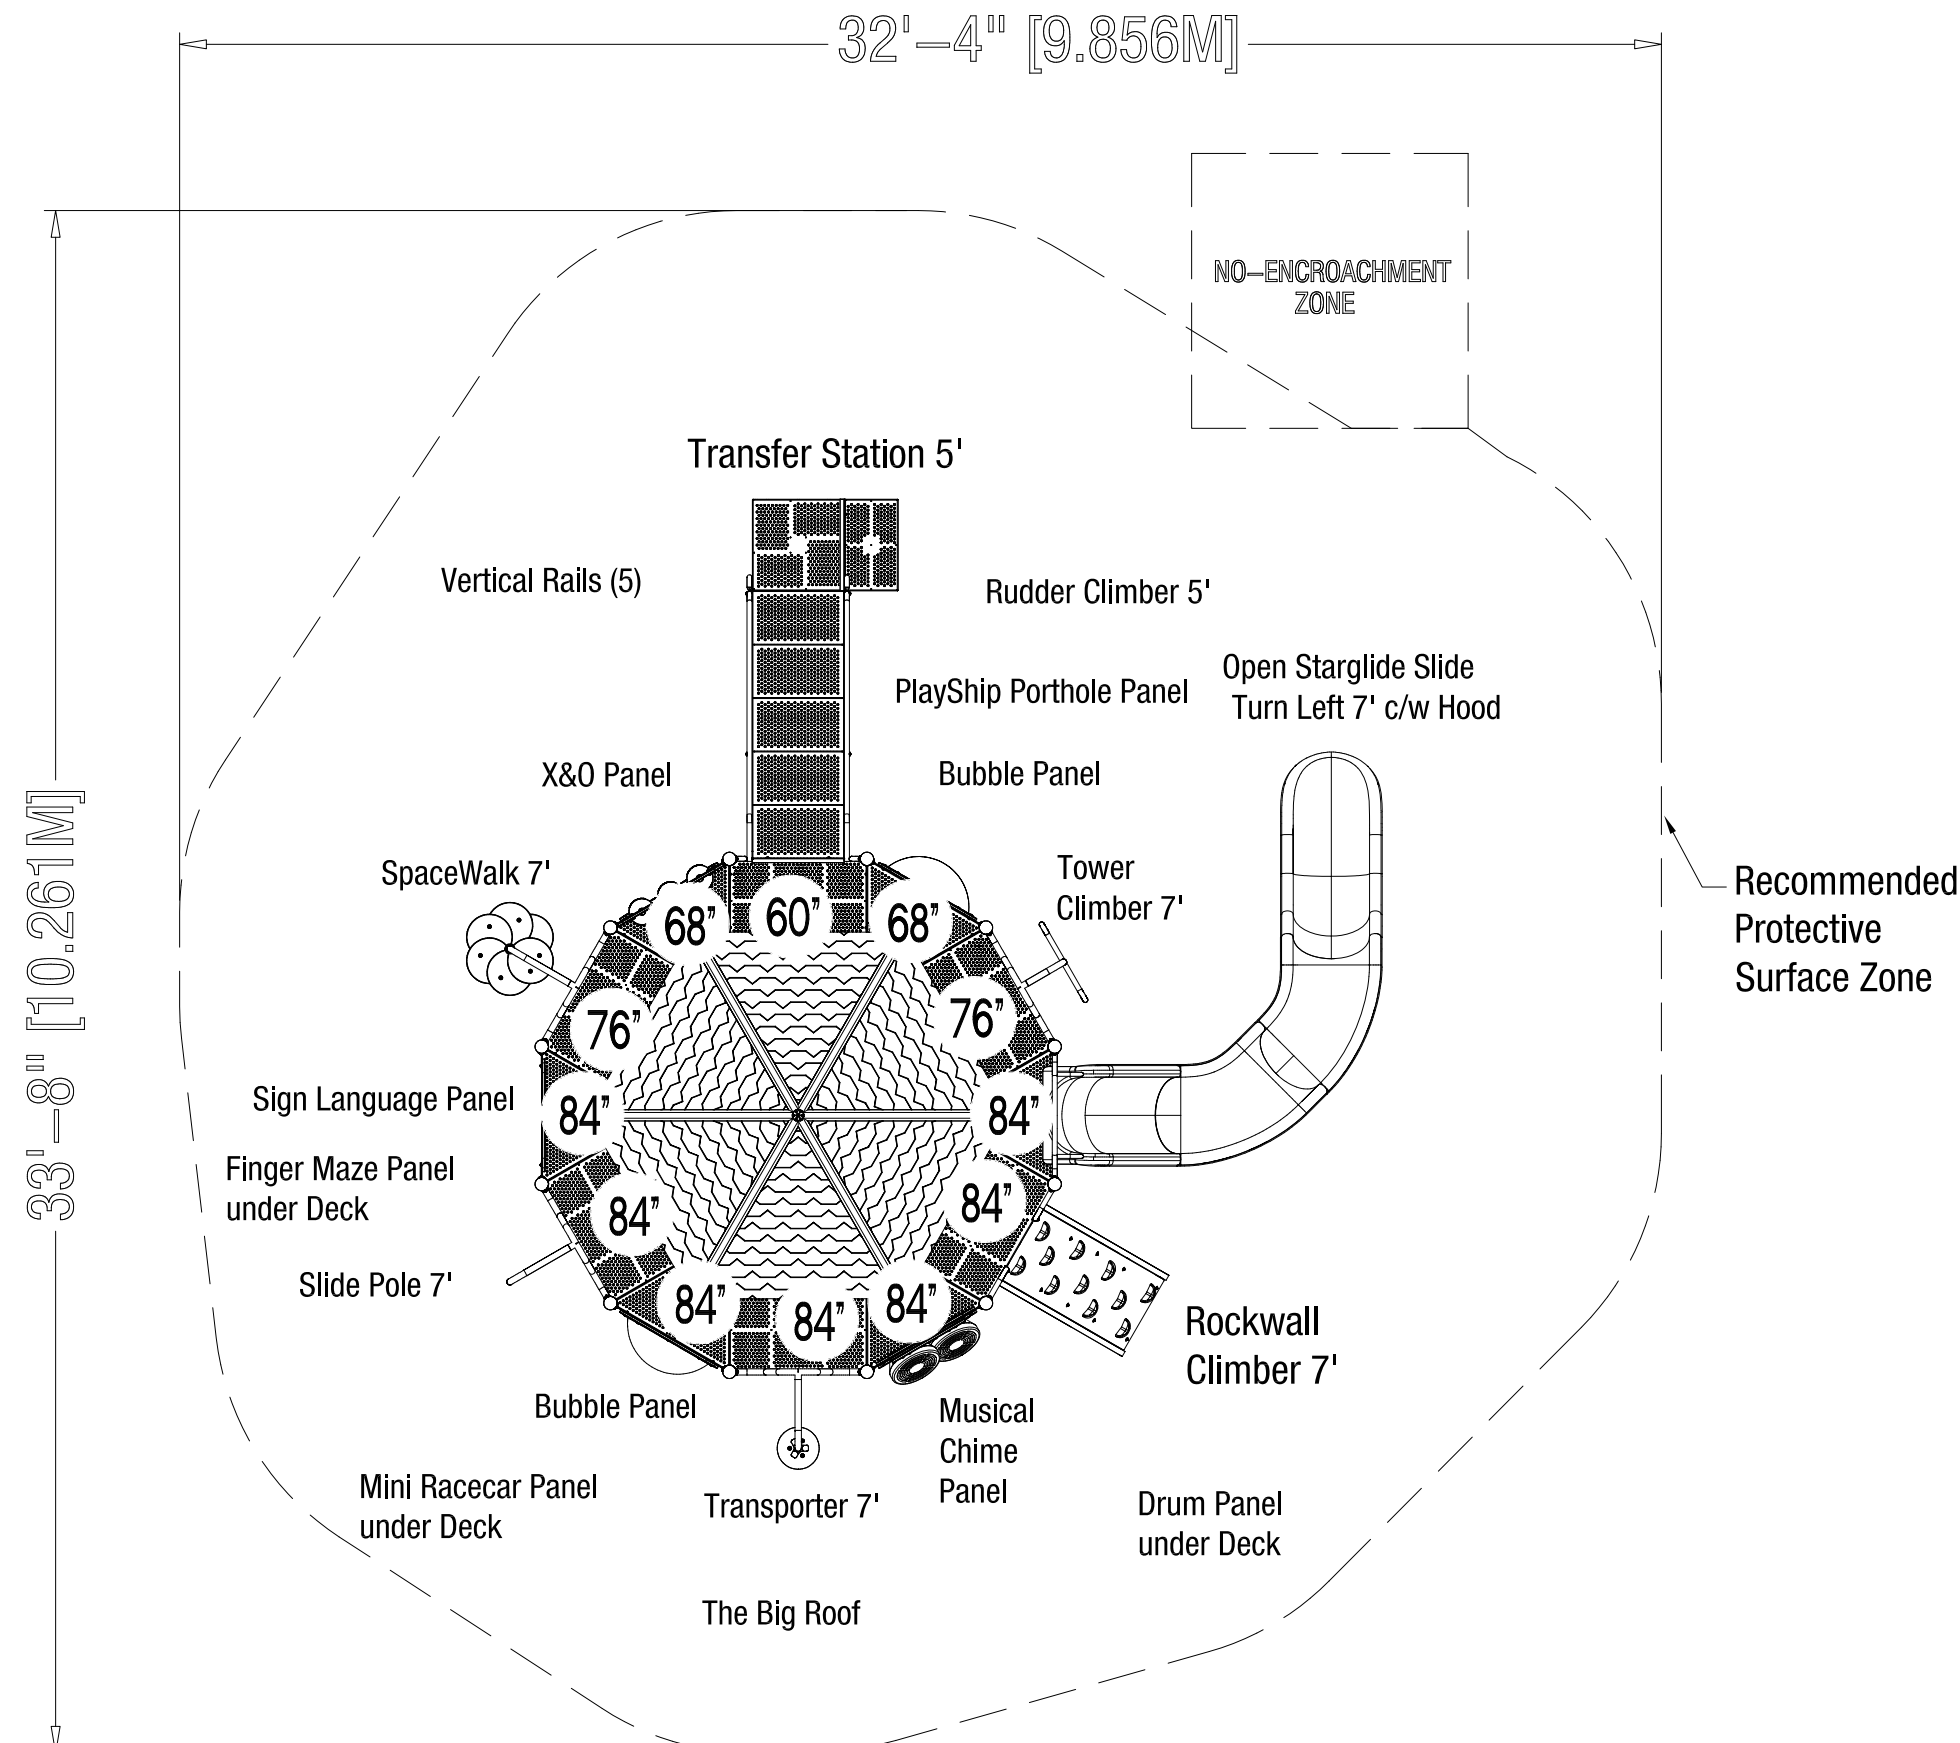 32'–4" [9.856M]
NO–ENCROACHMENT
ZONE
Transfer Station 5'
Vertical Rails (5)
Rudder Climber 5'
Open Starglide Slide
Turn Left 7' c/w Hood
PlayShip Porthole Panel
X&O Panel
Bubble Panel
33'–8" [10.261M]
SpaceWalk 7'
Tower
Climber 7'
Recommended
Protective
Surface Zone
68"
60"
68"
76"
76"
Sign Language Panel
84"
84"
Finger Maze Panel
under Deck
84"
84"
Slide Pole 7'
84"
84"
84"
Rockwall
Climber 7'
Bubble Panel
Musical
Chime
Panel
Mini Racecar Panel
under Deck
Transporter 7'
Drum Panel
under Deck
The Big Roof